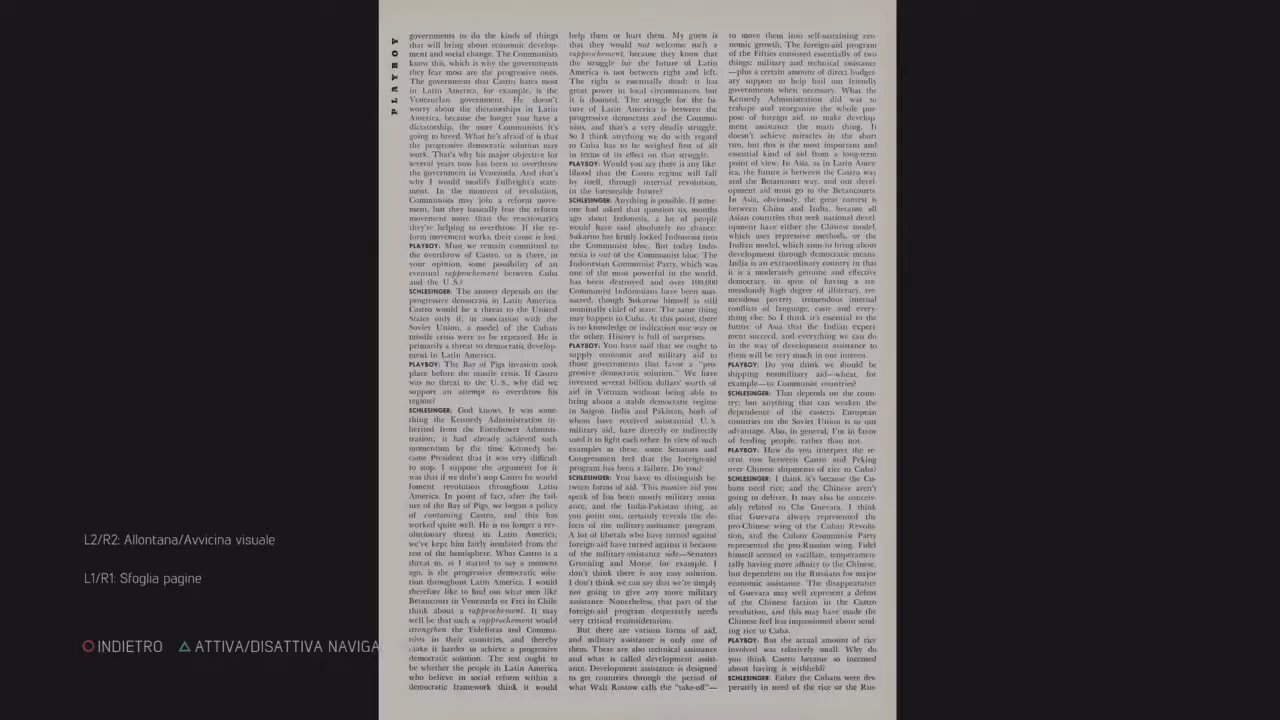 PLAYBOY
governments to do the kinds of things
that will bring about economic develop-
ment and social change. The Communists
know this, which is why the governments
they fear most are the progressive ones.
The government that Castro hates most
in Latin America, for example, is the
Venezuelan government. He doesn't
worry about the dictatorships in Latin
America, because the longer you have a
dictatorship, the more Communists it's
going to breed. What he's afraid of is that
the progressive democratic solution may
work. That's why his major objective for
several years now has been to overthrow
the government in Venezuela. And that's
why I would modify Fulbright's state-
ment. In the moment of revolution,
Communists may join a reform move-
ment, but they basically fear the reform
movement more than the reactionaries
they're helping to overthrow. If the re-
form movement works, their cause is lost.
PLAYBOY: Must we remain committed to
the overthrow of Castro, or is there, in
your opinion, some possibility of an
eventual rapprochement between Cuba
and the U.S.?
SCHLESINGER: The answer depends on the
progressive democrats in Latin America.
Castro would be a threat to the United
States only if, in association with the
Soviet Union, a model of the Cuban
missile crisis were to be repeated. He is
primarily a threat to democratic develop-
ment in Latin America.
PLAYBOY: The Bay of Pigs invasion took
place before the missile crisis. If Castro
was no threat to the U.S., why did we
support an attempt to overthrow his
regime?
SCHLESINGER: God knows. It was some-
thing the Kennedy Administration in-
herited from the Eisenhower Adminis-
tration; it had already achieved such
momentum by the time Kennedy be-
came President that it was very difficult
to stop. I suppose the argument for it
was that if we didn't stop Castro he would
foment revolution throughout Latin
America. In point of fact, after the fail-
ure of the Bay of Pigs, we began a policy
of containing Castro, and this has
worked quite well. He is no longer a rev-
olutionary threat in Latin America;
we've kept him fairly insulated from the
rest of the hemisphere. What Castro is a
threat to, as I started to say a moment
ago, is the progressive democratic solu-
tion throughout Latin America. I would
therefore like to find out what men like
Betancourt in Venezuela or Frei in Chile
think about a rapprochement. It may
well be that such a rapprochement would
strengthen the Fidelistas and Commu-
nists in their countries, and thereby
make it harder to achieve a progressive
democratic solution. The test ought to
be whether the people in Latin America
who believe in social reform within a
democratic framework think it would
help them or hurt them. My guess is
that they would not welcome such a
rapprochement, because they know that
the struggle for the future of Latin
America is not between right and left.
The right is essentially dead; it has
great power in local circumstances, but
it is doomed. The struggle for the fu-
ture of Latin America is between the
progressive democrats and the Commu-
nists, and that's a very deadly struggle.
So I think anything we do with regard
to Cuba has to be weighed first of all
in terms of its effect on that struggle.
PLAYBOY: Would you say there is any like-
lihood that the Castro regime will fall
by itself, through internal revolution,
in the foreseeable future?
SCHLESINGER: Anything is possible. If some-
one had asked that question six months
ago about Indonesia, a lot of people
would have said absolutely no chance;
Sukarno has firmly locked Indonesia into
the Communist bloc. But today Indo-
nesia is out of the Communist bloc. The
Indonesian Communist Party, which was
one of the most powerful in the world,
has been destroyed and over 100,000
Communist Indonesians have been mas-
sacred, though Sukarno himself is still
nominally chief of state. The same thing
may happen in Cuba. At this point, there
is no knowledge or indication one way or
the other. History is full of surprises.
PLAYBOY: You have said that we ought to
supply economic and military aid to
those governments that favor a "pro-
gressive democratic solution." We have
invested several billion dollars' worth of
aid in Vietnam without being able to
bring about a stable democratic regime
in Saigon. India and Pakistan, both of
whom have received substantial U.S.
military aid, have directly or indirectly
used it to fight each other. In view of such
examples as these, some Senators and
Congressmen feel that the foreign-aid
program has been a failure. Do you?
SCHLESINGER: You have to distinguish be-
tween forms of aid. This massive aid you
speak of has been mostly military assist-
ance, and the India-Pakistan thing, as
you point out, certainly reveals the de-
fects of the military-assistance program.
A lot of liberals who have turned against
foreign aid have turned against it because
of the military-assistance side—Senators
Gruening and Morse, for example. I
don't think there is any easy solution.
I don't think we can say that we're simply
not going to give any more military
assistance. Nonetheless, that part of the
foreign-aid program desperately needs
very critical reconsideration.
But there are various forms of aid,
and military assistance is only one of
them. There are also technical assistance
and what is called development assist-
ance. Development assistance is designed
to get countries through the period of
what Walt Rostow calls the "take-off"—
to move them into self-sustaining eco-
nomic growth. The foreign-aid program
of the Fifties consisted essentially of two
things: military and technical assistance
—plus a certain amount of direct budget-
ary support to help bail out friendly
governments when necessary. What the
Kennedy Administration did was to
reshape and reorganize the whole pur-
pose of foreign aid, to make develop-
ment assistance the main thing. It
doesn't achieve miracles in the short
run, but this is the most important and
essential kind of aid from a long-term
point of view. In Asia, as in Latin Amer-
ica, the future is between the Castro way
and the Betancourt way, and our devel-
opment aid must go to the Betancourts.
In Asia, obviously, the great contest is
between China and India, because all
Asian countries that seek national devel-
opment have either the Chinese model,
which uses repressive methods, or the
Indian model, which aims to bring about
development through democratic means.
India is an extraordinary country in that
it is a moderately genuine and effective
democracy, in spite of having a tre-
mendously high degree of illiteracy, tre-
mendous poverty, tremendous internal
conflicts of language, caste and every-
thing else. So I think it's essential to the
future of Asia that the Indian experi-
ment succeed, and everything we can do
in the way of development assistance to
them will be very much in our interest.
PLAYBOY: Do you think we should be
shipping nonmilitary aid—wheat, for
example—to Communist countries?
SCHLESINGER: That depends on the coun-
try; but anything that can weaken the
dependence of the eastern European
countries on the Soviet Union is to our
advantage. Also, in general, I'm in favor
of feeding people, rather than not.
PLAYBOY: How do you interpret the re-
cent row between Castro and Peking
over Chinese shipments of rice to Cuba?
SCHLESINGER: I think it's because the Cu-
bans need rice, and the Chinese aren't
going to deliver. It may also be conceiv-
ably related to Che Guevara. I think
that Guevara always represented the
pro-Chinese wing of the Cuban Revolu-
tion, and the Cuban Communist Party
represented the pro-Russian wing. Fidel
himself seemed to vacillate, temperamen-
tally having more affinity to the Chinese,
but dependent on the Russians for major
economic assistance. The disappearance
of Guevara may well represent a defeat
of the Chinese faction in the Castro
revolution, and this may have made the
Chinese feel less impassioned about send-
ing rice to Cuba.
PLAYBOY: But the actual amount of rice
involved was relatively small. Why do
you think Castro became so incensed
about having it withheld?
SCHLESINGER: Either the Cubans were des-
perately in need of the rice or the Rus-
L2/R2: Allontana/Avvicina visuale
L1/R1: Sfoglia pagine
INDIETRO ATTIVA/DISATTIVA NAVIGA